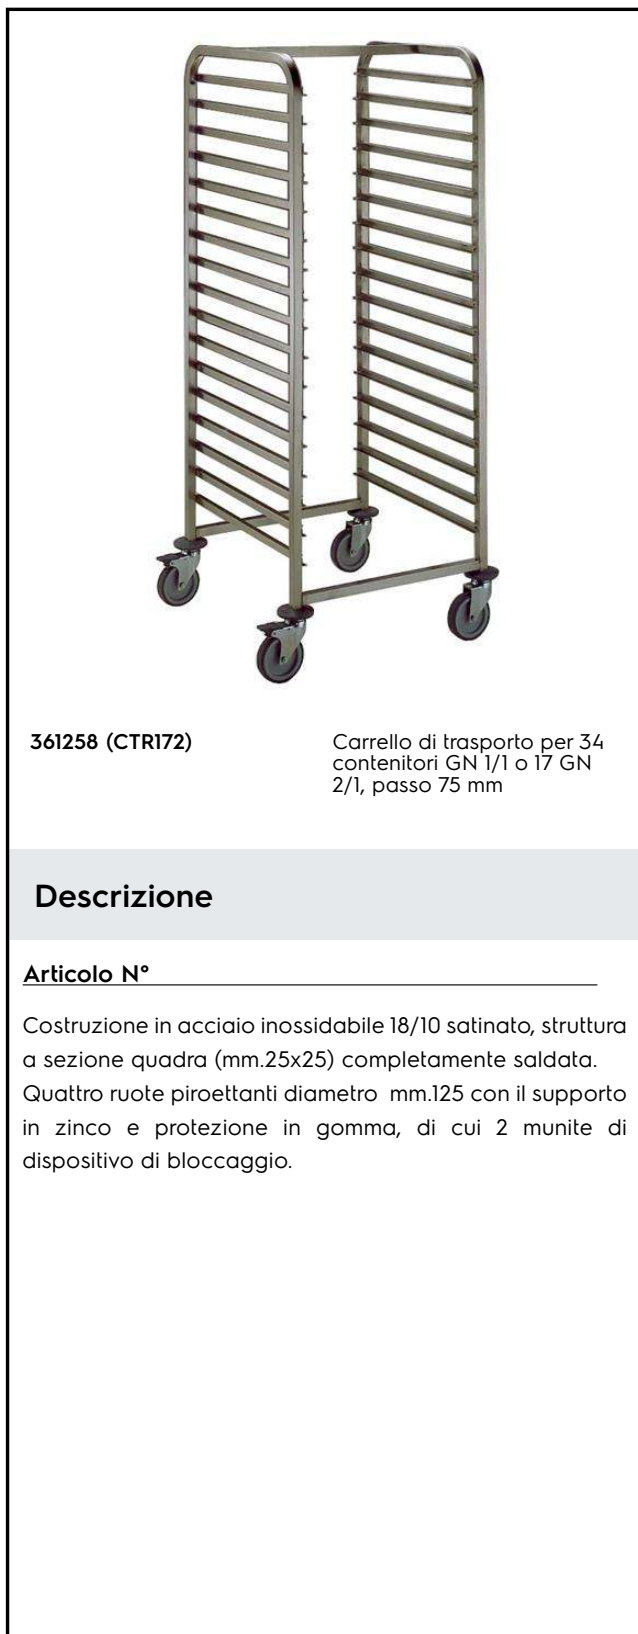 361258 (CTR172)
Carrello di trasporto per 34
contenitori GN 1/1 o 17 GN
2/1, passo 75 mm
Descrizione
Articolo N°
Costruzione in acciaio inossidabile 18/10 satinato, struttura
a sezione quadra (mm.25x25) completamente saldata.
Quattro ruote piroettanti diametro mm.125 con il supporto
in zinco e protezione in gomma, di cui 2 munite di
dispositivo di bloccaggio.